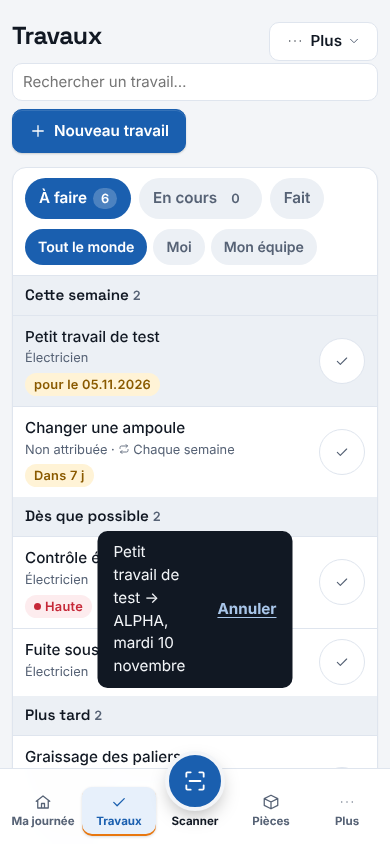 Travaux
Plus
Rechercher un travail...
Nouveau travail
À faire 6
En cours 0
Fait
Tout le monde
Moi
Mon équipe
Cette semaine 2
Petit travail de test
Électricien
pour le 05.11.2026
Changer une ampoule
Non attribuée · Chaque semaine
Dans 7 j
Dès que possible 2
Contrôle é
Électricien
Haute
Petit
travail de
test →
ALPHA,
mardi 10
novembre
Annuler
Fuite sous
Électricien
Plus tard 2
Graissage des paliers
Ma journée
Travaux
Scanner
Pièces
Plus